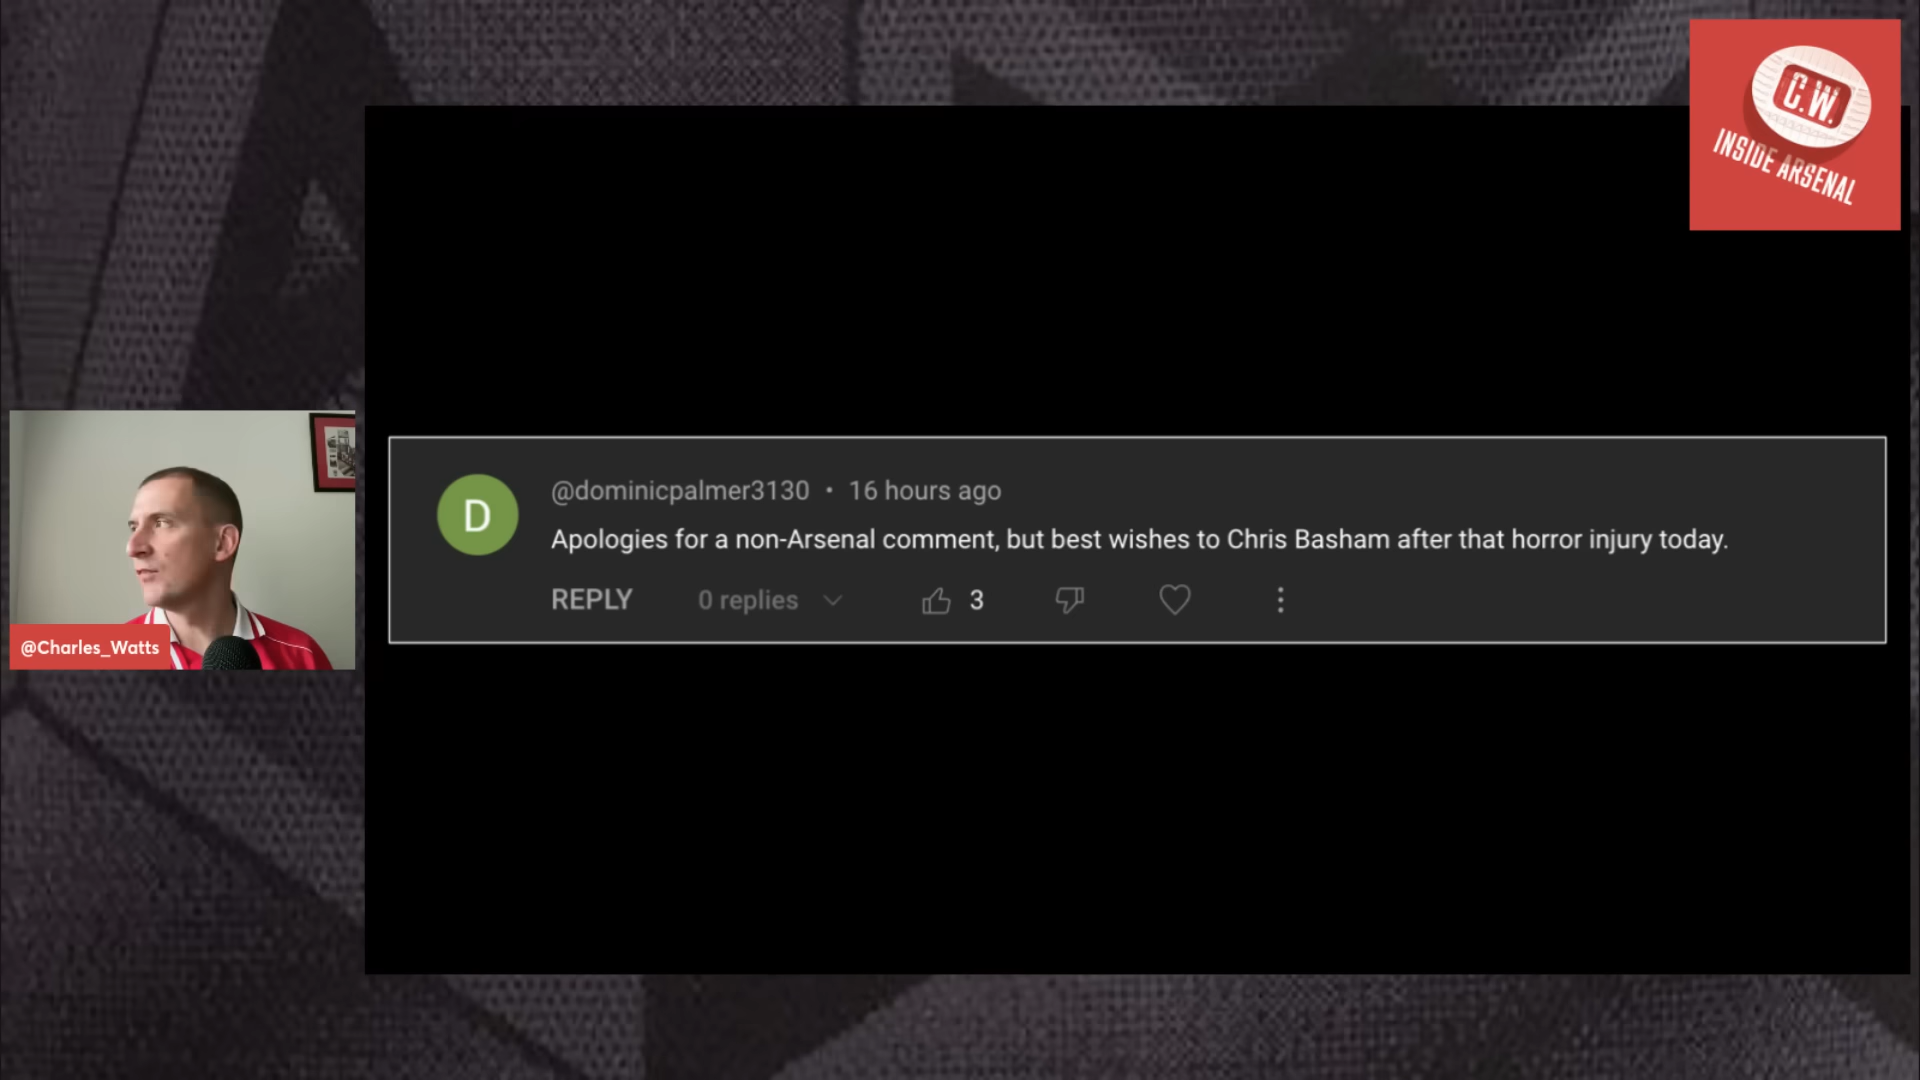 C.W.
INSIDE ARSENAL
@dominicpalmer3130 • 16 hours ago
D
Apologies for a non-Arsenal comment, but best wishes to Chris Basham after that horror injury today.
REPLY 0 replies 3
@Charles_Watts